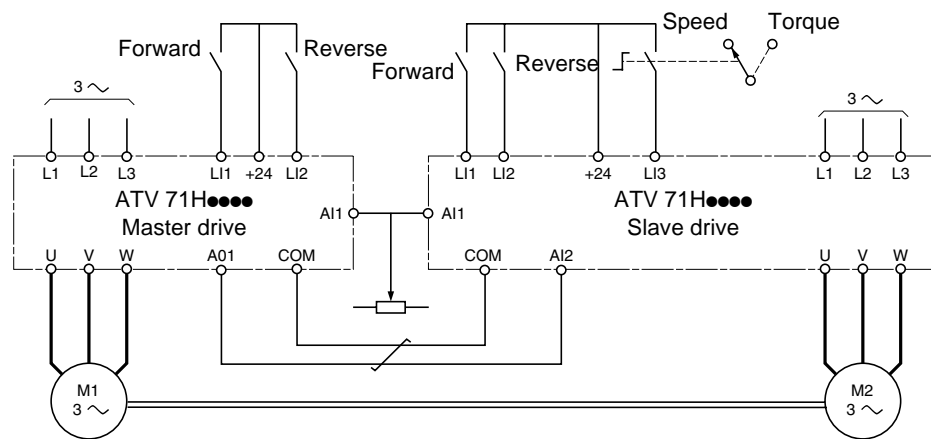 Speed Torque
Forward Reverse
Forward Reverse
3 ∼ 3 ∼
L1 L2 L3 LI1 +24 LI2 LI1 LI2 +24 LI3 L1 L2 L3
ATV 71H●●●● ATV 71H●●●●
AI1 AI1
Master drive Slave drive
U V W A01 COM COM AI2 U V W
M1 M2
3 ∼ 3 ∼